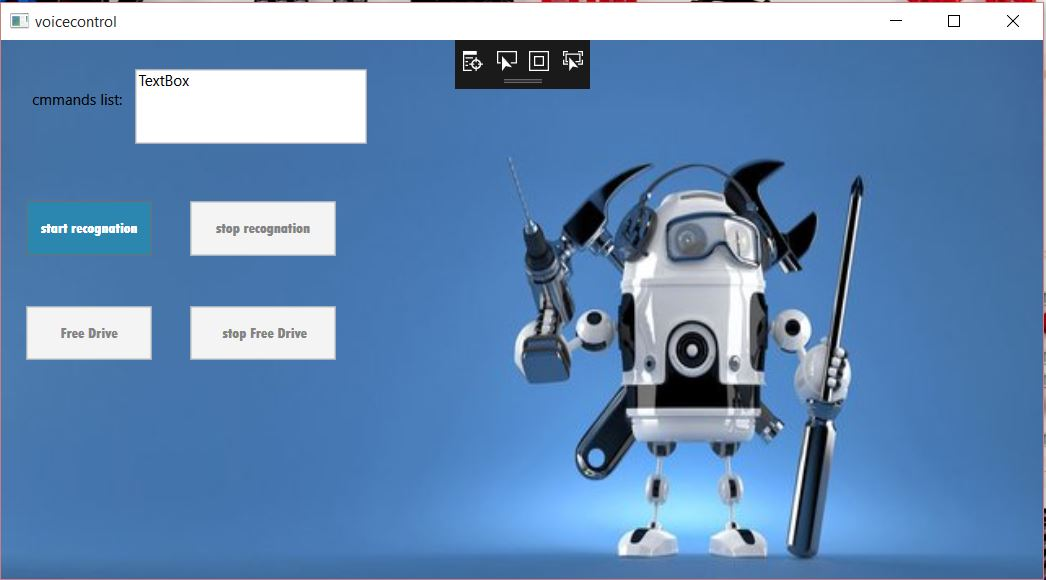 voicecontrol
cmmands list:
TextBox
start recognation
stop recognation
Free Drive
stop Free Drive